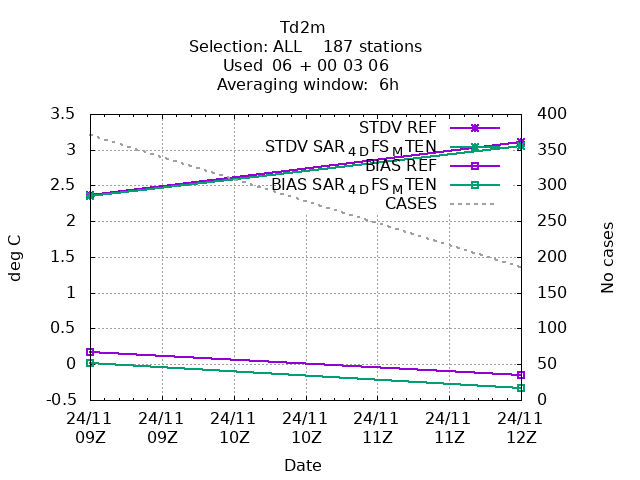 Td2m
Selection: ALL    187 stations
Used  06 + 00 03 06
Averaging window:  6h
3.5
3
2.5
2
1.5
1
0.5
0
-0.5
deg C
400
350
300
250
200
150
100
50
0
No cases
STDV REF
STDV SAR4DFSMTEN
BIAS REF
BIAS SAR4DFSMTEN
CASES
24/11 24/11 24/11 24/11 24/11 24/11 24/11
09Z 09Z 10Z 10Z 11Z 11Z 12Z
Date